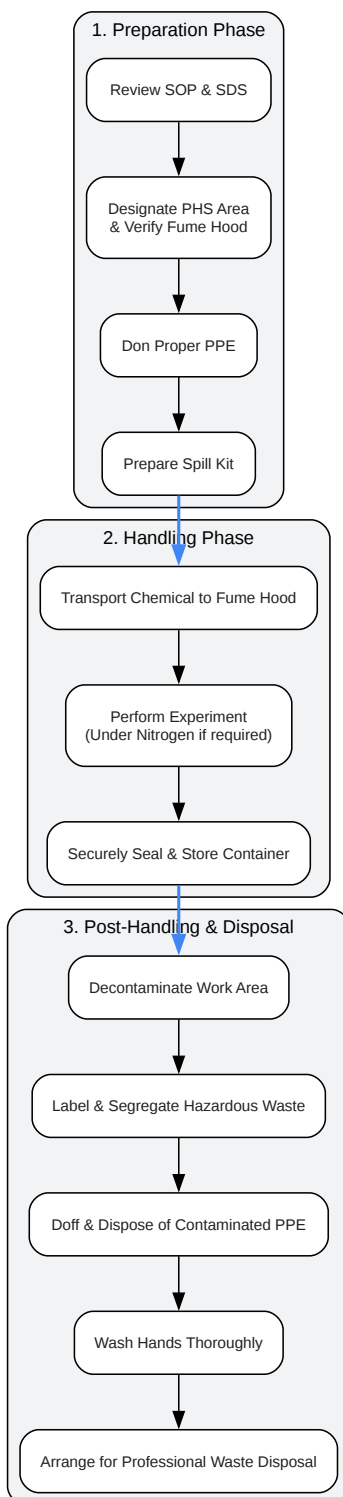 1. Preparation Phase
Review SOP & SDS
Designate PHS Area
& Verify Fume Hood
Don Proper PPE
Prepare Spill Kit
2. Handling Phase
Transport Chemical to Fume Hood
Perform Experiment
(Under Nitrogen if required)
Securely Seal & Store Container
3. Post-Handling & Disposal
Decontaminate Work Area
Label & Segregate Hazardous Waste
Doff & Dispose of Contaminated PPE
Wash Hands Thoroughly
Arrange for Professional Waste Disposal